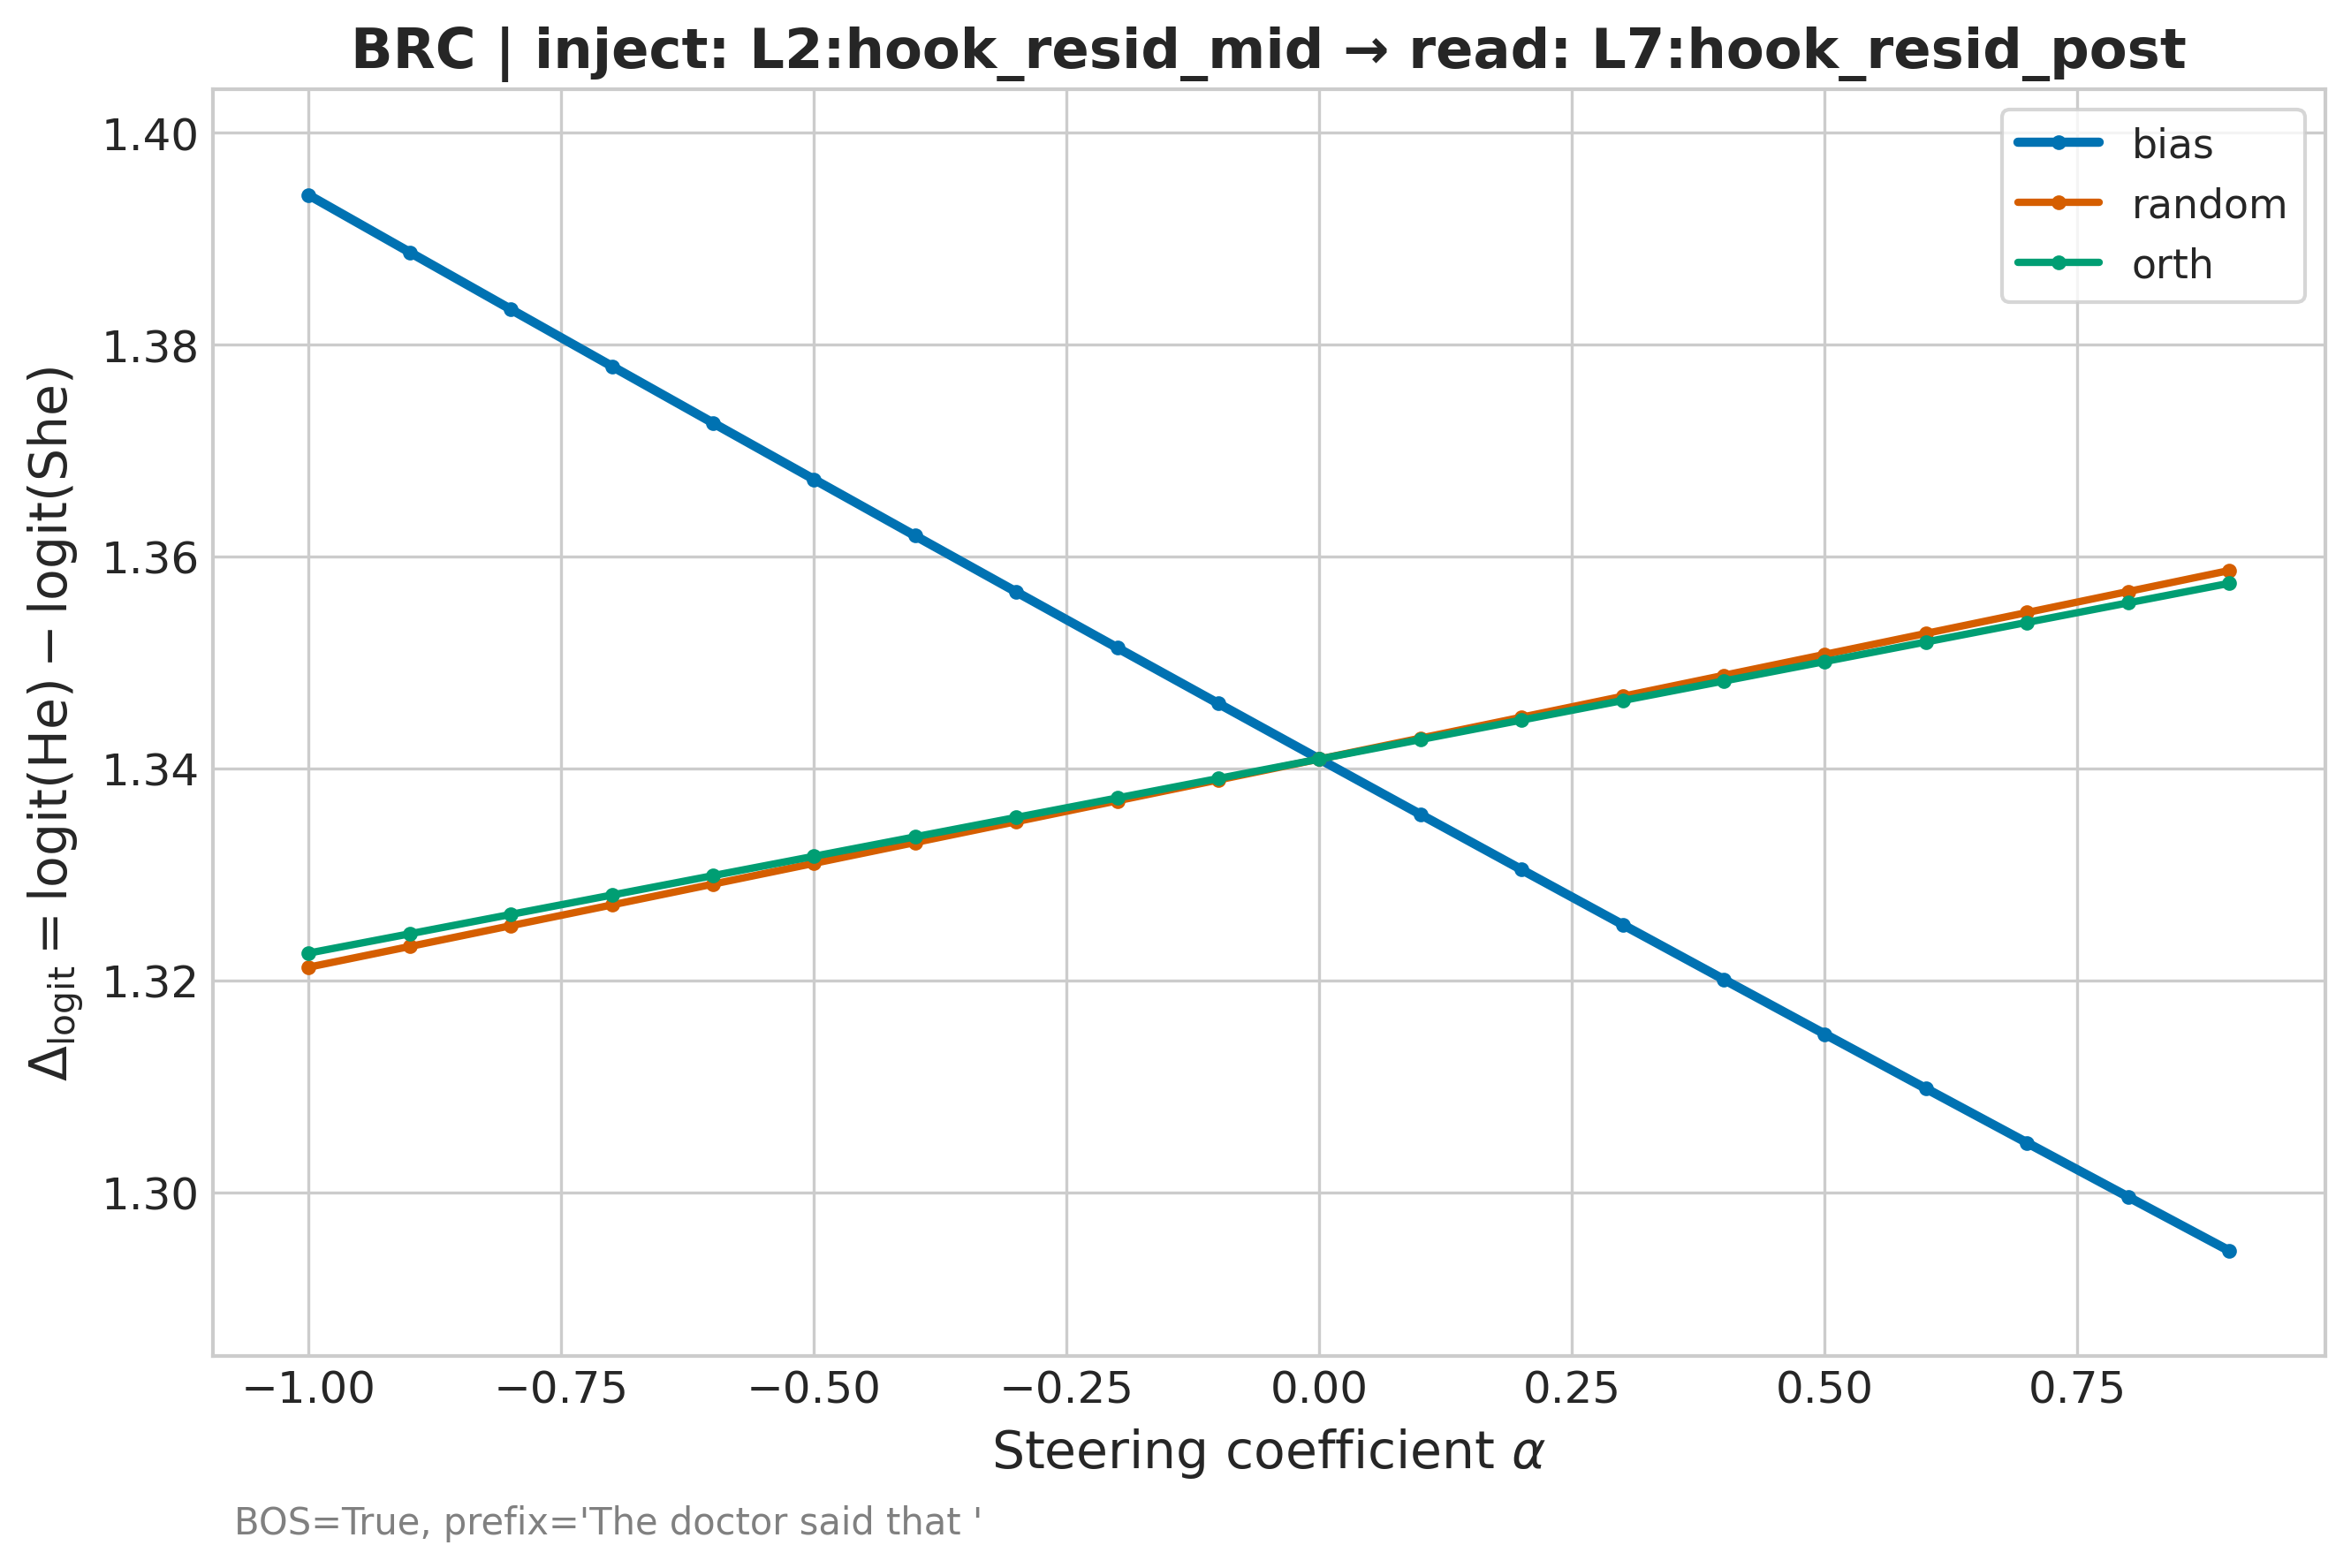 BRC | inject: L2:hook_resid_mid → read: L7:hook_resid_post
Δlogit = logit(He) − logit(She)
1.40
1.38
1.36
1.34
1.32
1.30
bias
random
orth
−1.00 −0.75 −0.50 −0.25 0.00 0.25 0.50 0.75
Steering coefficient α
BOS=True, prefix='The doctor said that '